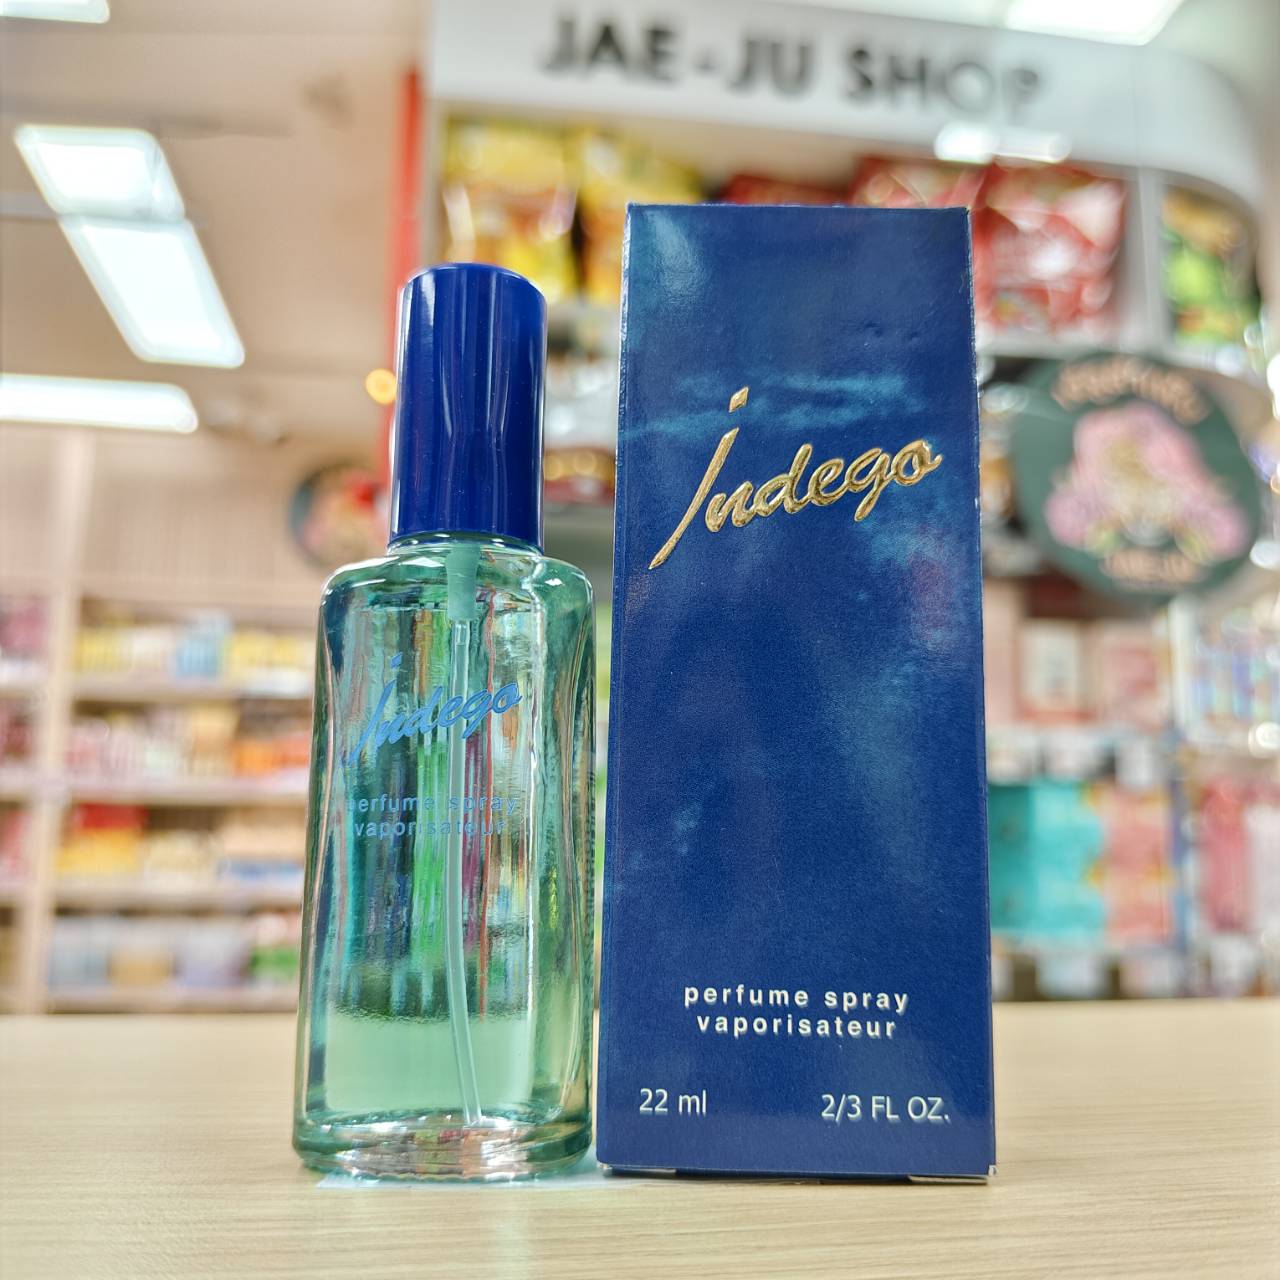 JAE-JU SHOP
Indego
perfume spray
vaporisateur
Indego
perfume spray
vaporisateur
22 ml 2/3 FL OZ.